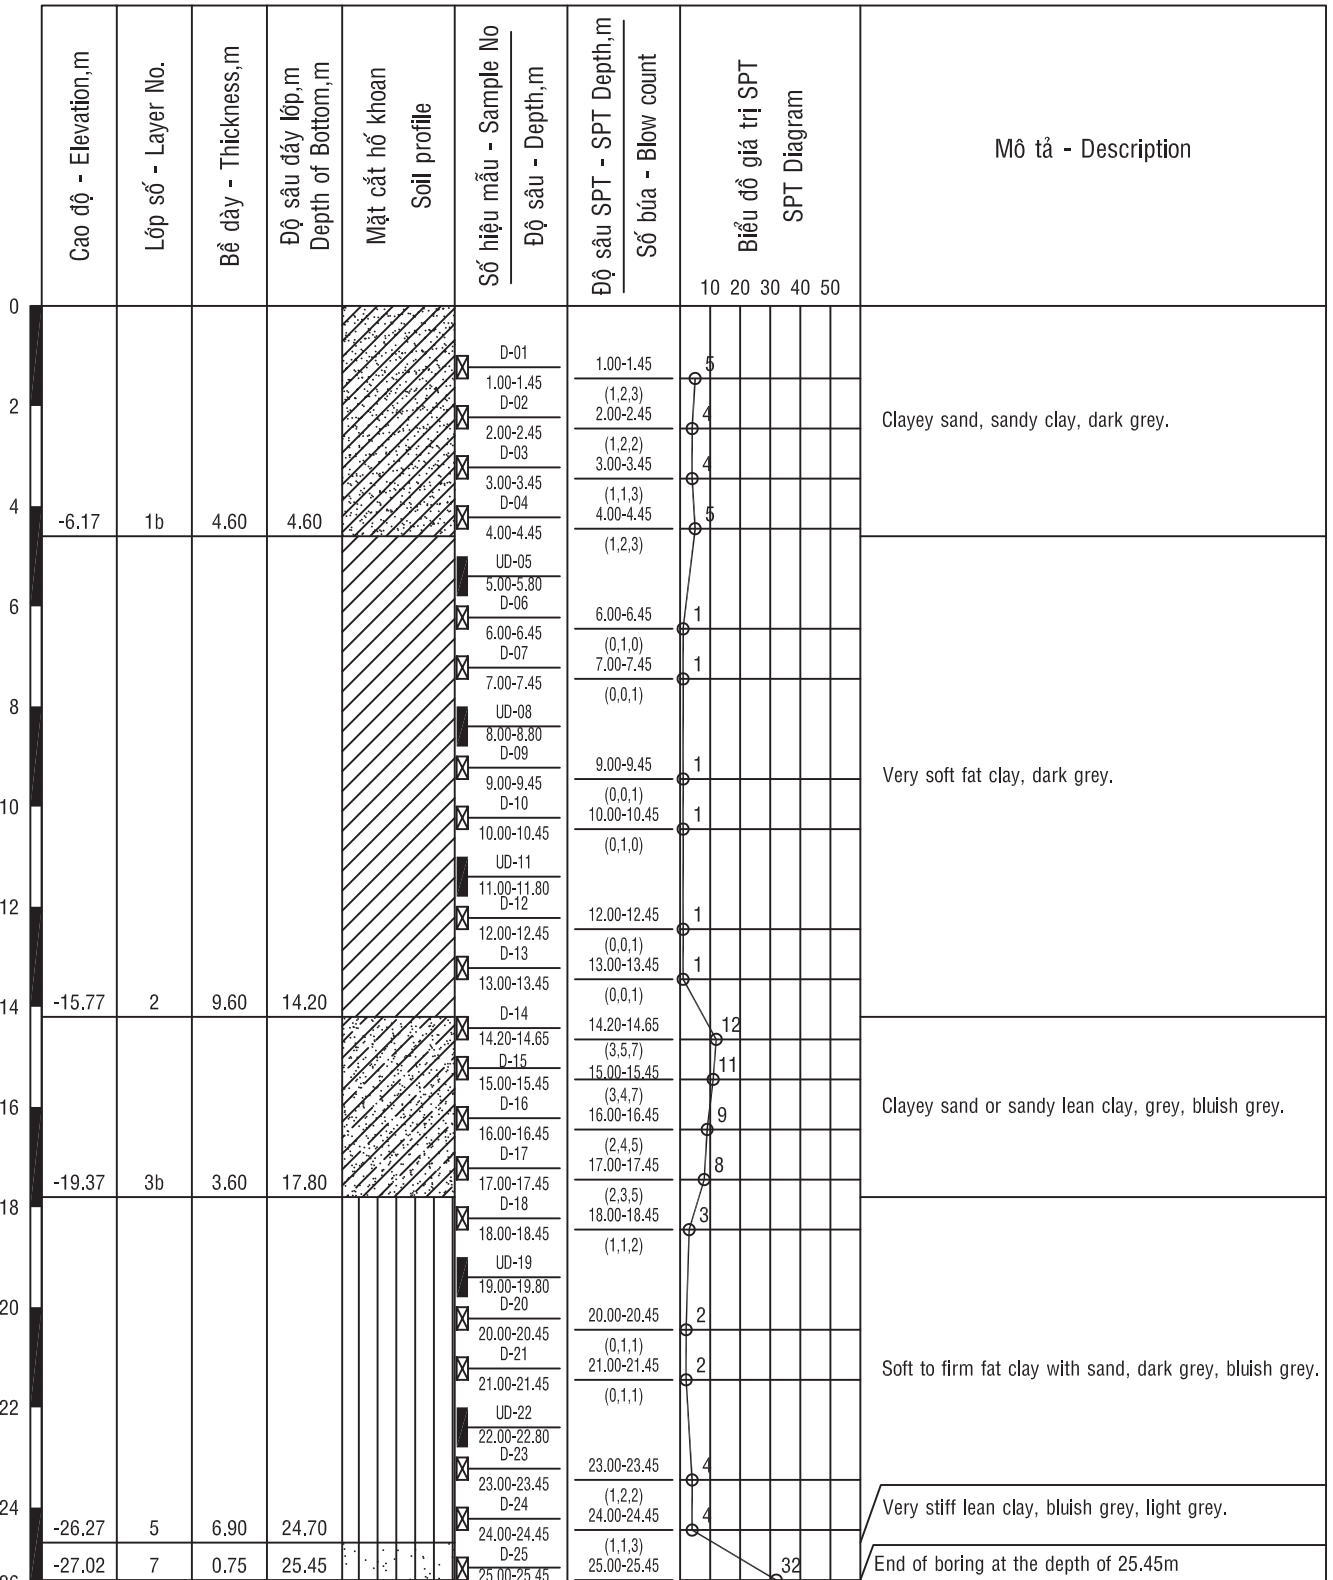 Cao độ - Elevation,m
Lớp số - Layer No.
Bề dày - Thickness,m
Độ sâu đáy lớp,m
Depth of Bottom,m
Mặt cắt hố khoan
Soil profile
Số hiệu mẫu - Sample No
Độ sâu - Depth,m
Độ sâu SPT - SPT Depth,m
Số búa - Blow count
Biểu đồ giá trị SPT
SPT Diagram
10 20 30 40 50
Mô tả - Description
0
D-01
1.00-1.45
1.00-1.45
(1,2,3)
5
2
D-02
2.00-2.45
2.00-2.45
(1,2,2)
4
Clayey sand, sandy clay, dark grey.
D-03
3.00-3.45
3.00-3.45
(1,1,3)
4
4
D-04
4.00-4.45
4.00-4.45
(1,2,3)
5
-6.17 1b 4.60 4.60
UD-05
5.00-5.80
6
D-06
6.00-6.45
6.00-6.45
(0,1,0)
1
D-07
7.00-7.45
7.00-7.45
(0,0,1)
1
8
UD-08
8.00-8.80
D-09
9.00-9.45
9.00-9.45
(0,0,1)
1
Very soft fat clay, dark grey.
10
D-10
10.00-10.45
10.00-10.45
(0,1,0)
1
UD-11
11.00-11.80
12
D-12
12.00-12.45
12.00-12.45
(0,0,1)
1
D-13
13.00-13.45
13.00-13.45
(0,0,1)
1
14
-15.77 2 9.60 14.20
D-14
14.20-14.65
14.20-14.65
(3,5,7)
12
D-15
15.00-15.45
15.00-15.45
(3,4,7)
11
16
D-16
16.00-16.45
16.00-16.45
(2,4,5)
9
Clayey sand or sandy lean clay, grey, bluish grey.
D-17
17.00-17.45
17.00-17.45
(2,3,5)
8
-19.37 3b 3.60 17.80
18
D-18
18.00-18.45
18.00-18.45
(1,1,2)
3
UD-19
19.00-19.80
20
D-20
20.00-20.45
20.00-20.45
(0,1,1)
2
D-21
21.00-21.45
21.00-21.45
(0,1,1)
2
Soft to firm fat clay with sand, dark grey, bluish grey.
22
UD-22
22.00-22.80
D-23
23.00-23.45
23.00-23.45
(1,2,2)
4
24
D-24
24.00-24.45
24.00-24.45
(1,1,3)
4
Very stiff lean clay, bluish grey, light grey.
-26.27 5 6.90 24.70
D-25
25.00-25.45
25.00-25.45
32
-27.02 7 0.75 25.45
End of boring at the depth of 25.45m
26